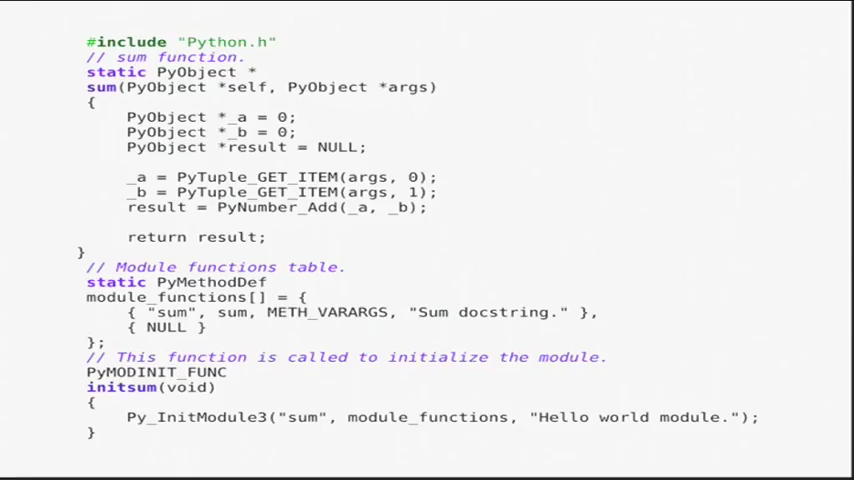 #include "Python.h"
// sum function.
static PyObject *
sum(PyObject *self, PyObject *args)
{
PyObject *_a = 0;
PyObject *_b = 0;
PyObject *result = NULL;
_a = PyTuple_GET_ITEM(args, 0);
_b = PyTuple_GET_ITEM(args, 1);
result = PyNumber_Add(_a, _b);
return result;
}
// Module functions table.
static PyMethodDef
module_functions[] = {
{ "sum", sum, METH_VARARGS, "Sum docstring." },
{ NULL }
};
// This function is called to initialize the module.
PyMODINIT_FUNC
initsum(void)
{
Py_InitModule3("sum", module_functions, "Hello world module.");
}